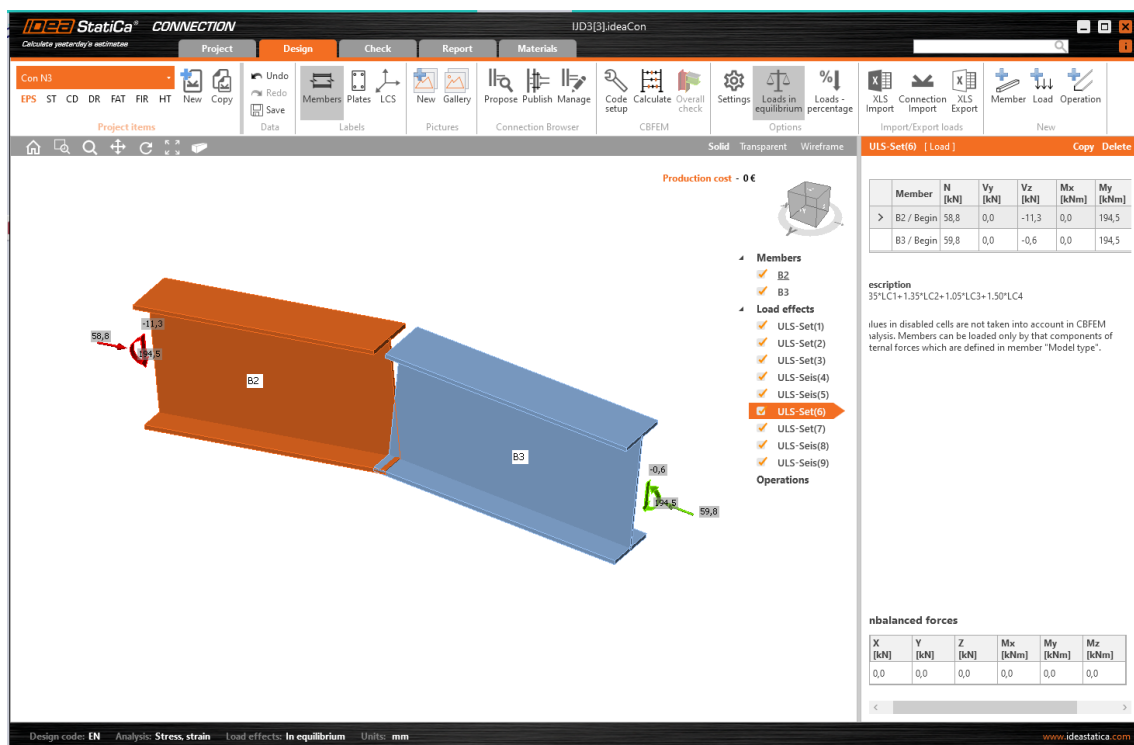 IDEA StatiCa® CONNECTION
Calculate yesterday's estimates
IJD3[3].ideaCon
Project Design Check Report Materials
Con N3
EPS ST CD DR FAT FIR HT
New Copy
Project items
Undo
Redo
Save
Data
Members Plates LCS
Labels
New Gallery
Pictures
Propose Publish Manage
Connection Browser
Code setup Calculate Overall check
CBFEM
Settings Loads in equilibrium Loads - percentage
Options
XLS Import Connection Import XLS Export
Import/Export loads
Member Load Operation
New
Solid Transparent Wireframe
ULS-Set(6) [ Load ] Copy Delete
Production cost - 0 €
Members
B2
B3
Load effects
ULS-Set(1)
ULS-Set(2)
ULS-Set(3)
ULS-Seis(4)
ULS-Seis(5)
ULS-Set(6)
ULS-Set(7)
ULS-Seis(8)
ULS-Seis(9)
Operations
58,8
-11,3
194,5
B2
B3
-0,6
194,5
59,8
Member N [kN] Vy [kN] Vz [kN] Mx [kNm] My [kNm]
> B2 / Begin 58,8 0,0 -11,3 0,0 194,5
B3 / Begin 59,8 0,0 -0,6 0,0 194,5
escription
35*LC1+1.35*LC2+1.05*LC3+1.50*LC4
lues in disabled cells are not taken into account in CBFEM
nalysis. Members can be loaded only by that components of
ternal forces which are defined in member "Model type".
nbalanced forces
X [kN] Y [kN] Z [kN] Mx [kNm] My [kNm] Mz [kNm]
0,0 0,0 0,0 0,0 0,0 0,0
Design code: EN Analysis: Stress, strain Load effects: In equilibrium Units: mm
www.ideastatica.com